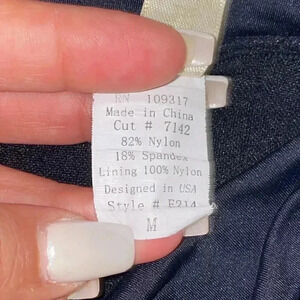 RN 109317
Made in China
Cut # 7142
82% Nylon
18% Spandex
Lining 100% Nylon
Designed in USA
Style # E214
M